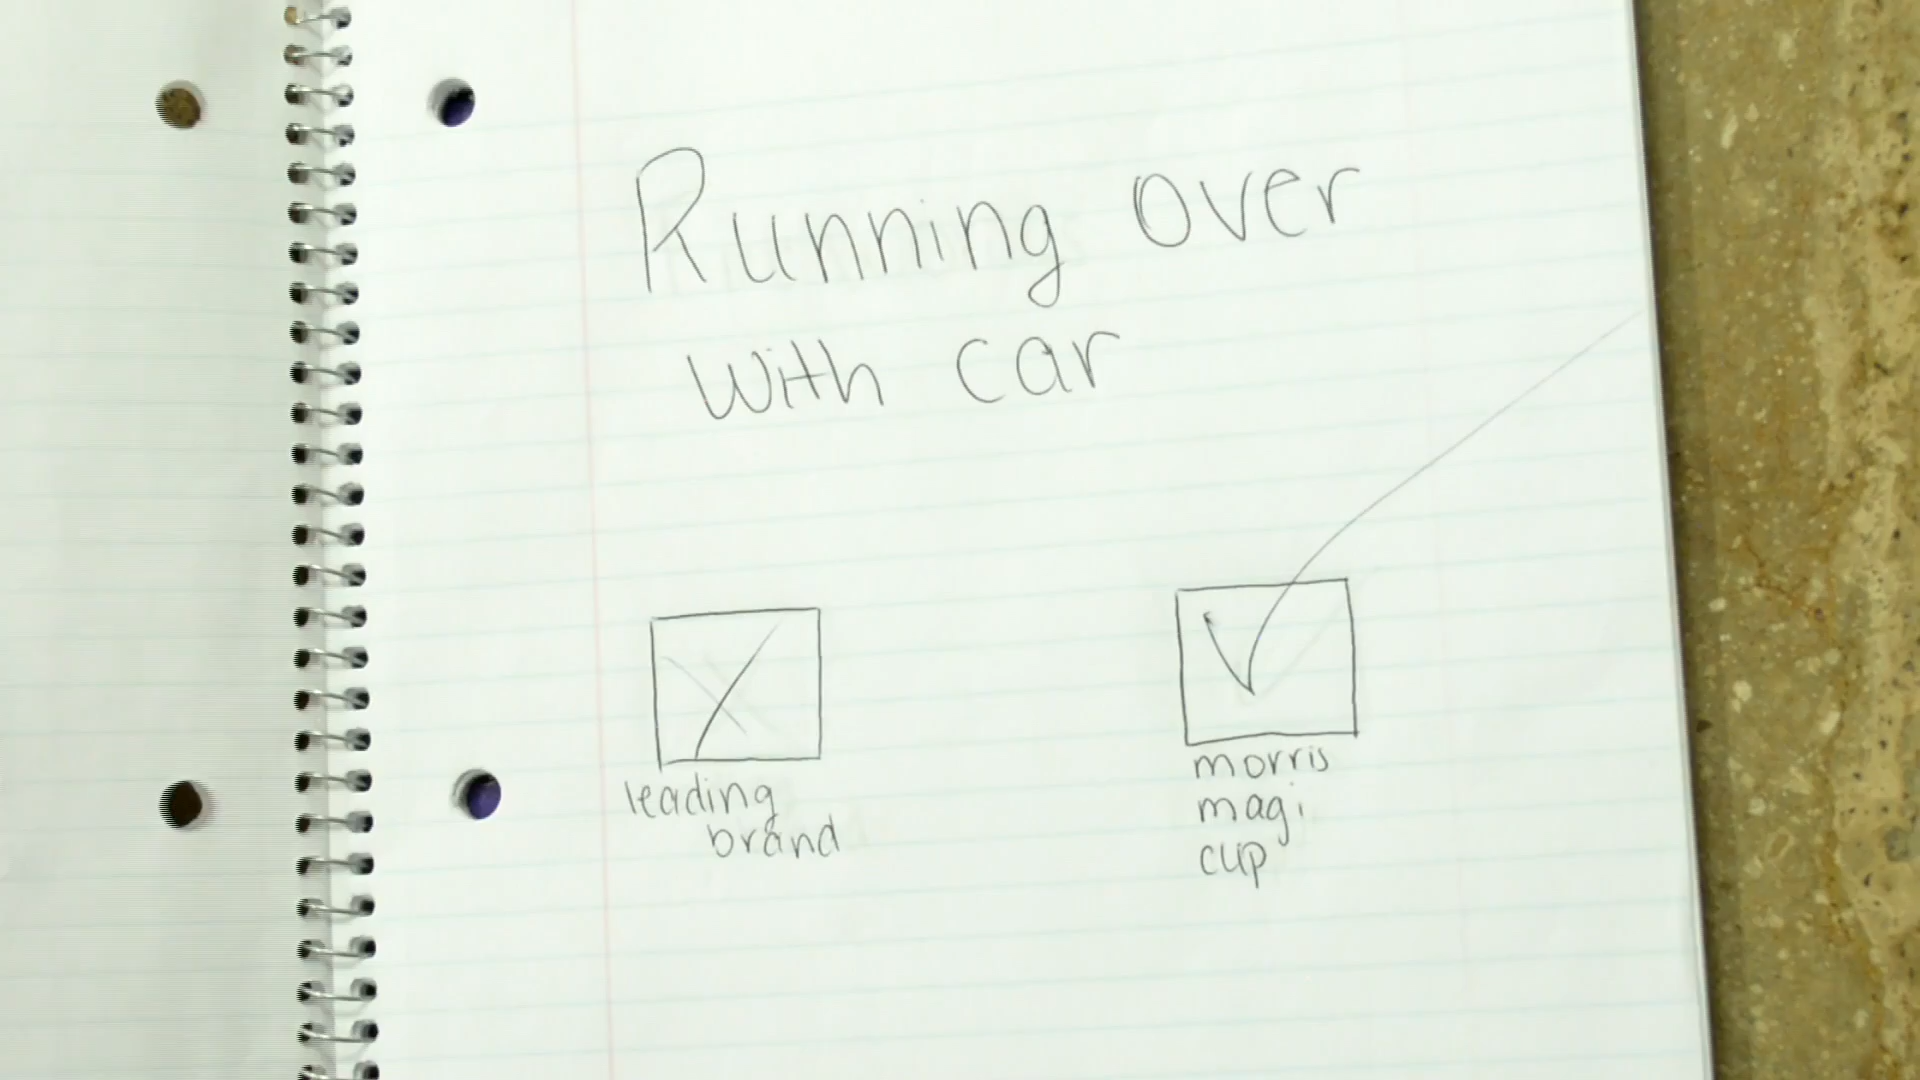 Running over
with car
leading
brand
morris
magi
cup